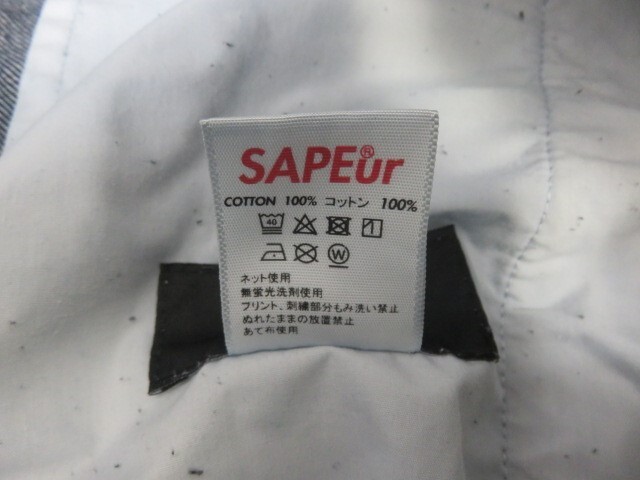 SAPEur®
COTTON 100% コットン 100%
40
W
ネット使用
無蛍光洗剤使用
プリント、刺繍部分もみ洗い禁止
ぬれたままの放置禁止
あて布使用